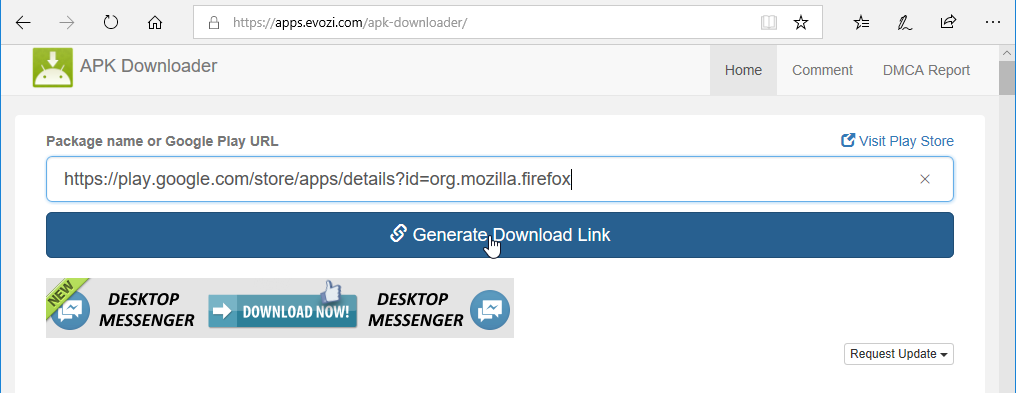 https://apps.evozi.com/apk-downloader/
APK Downloader
Home
Comment
DMCA Report
Package name or Google Play URL
Visit Play Store
https://play.google.com/store/apps/details?id=org.mozilla.firefox
Generate Download Link
NEW
DESKTOP
MESSENGER
DOWNLOAD NOW!
DESKTOP
MESSENGER
Request Update